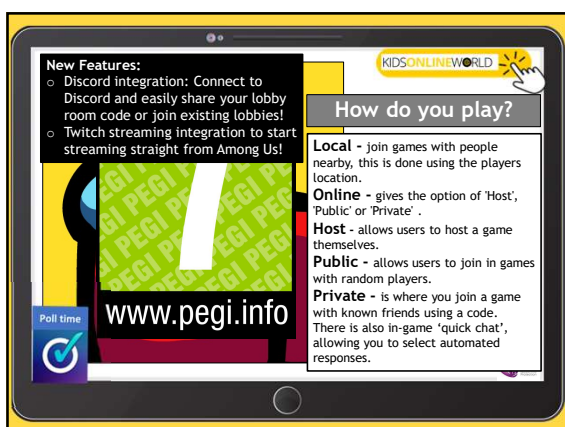 New Features:
o Discord integration: Connect to
Discord and easily share your lobby
room code or join existing lobbies!
o Twitch streaming integration to start
streaming straight from Among Us!
KIDSONLINEWORLD
How do you play?
Local - join games with people
nearby, this is done using the players
location.
Online - gives the option of 'Host',
'Public' or 'Private' .
Host - allows users to host a game
themselves.
Public - allows users to join in games
with random players.
Private - is where you join a game
with known friends using a code.
There is also in-game ‘quick chat’,
allowing you to select automated
responses.
7
PEGI PEGI PEGI
www.pegi.info
Poll time